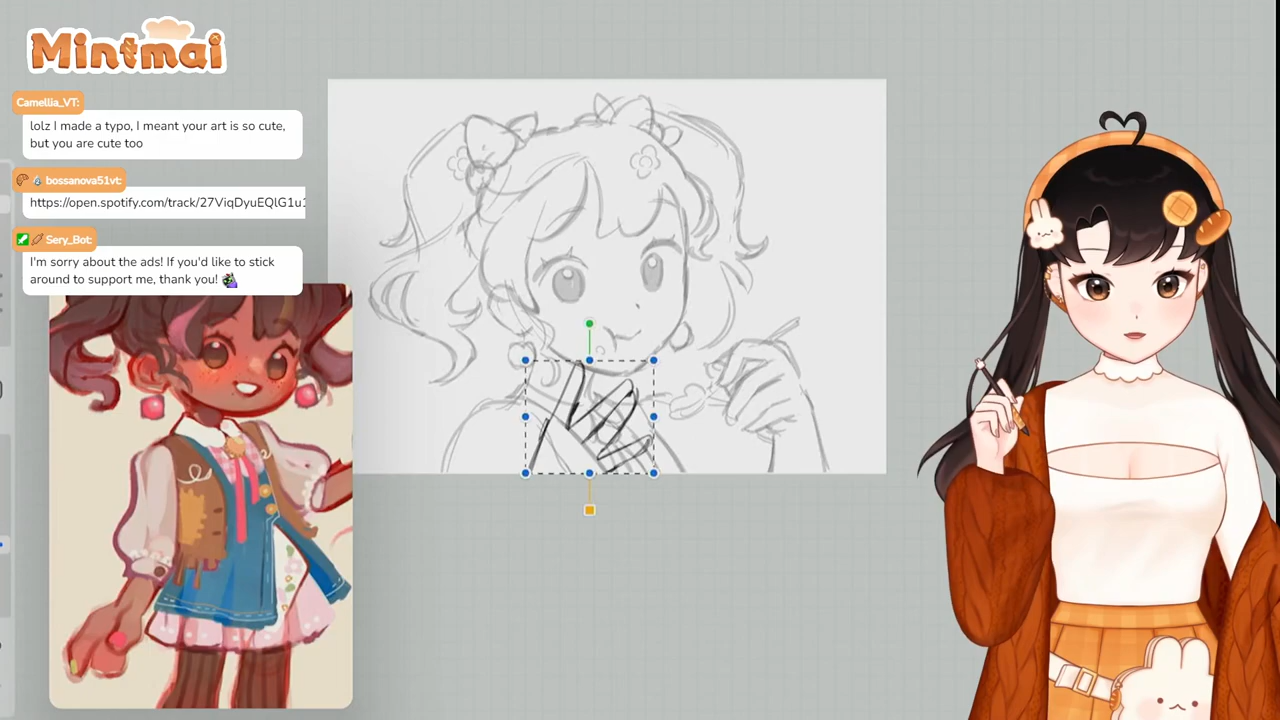 Mintmai
Camellia_VT:
lolz I made a typo, I meant your art is so cute,
but you are cute too
bossanova51vt:
https://open.spotify.com/track/27ViqDyuEQlG1u1
Sery_Bot:
I'm sorry about the ads! If you'd like to stick
around to support me, thank you!